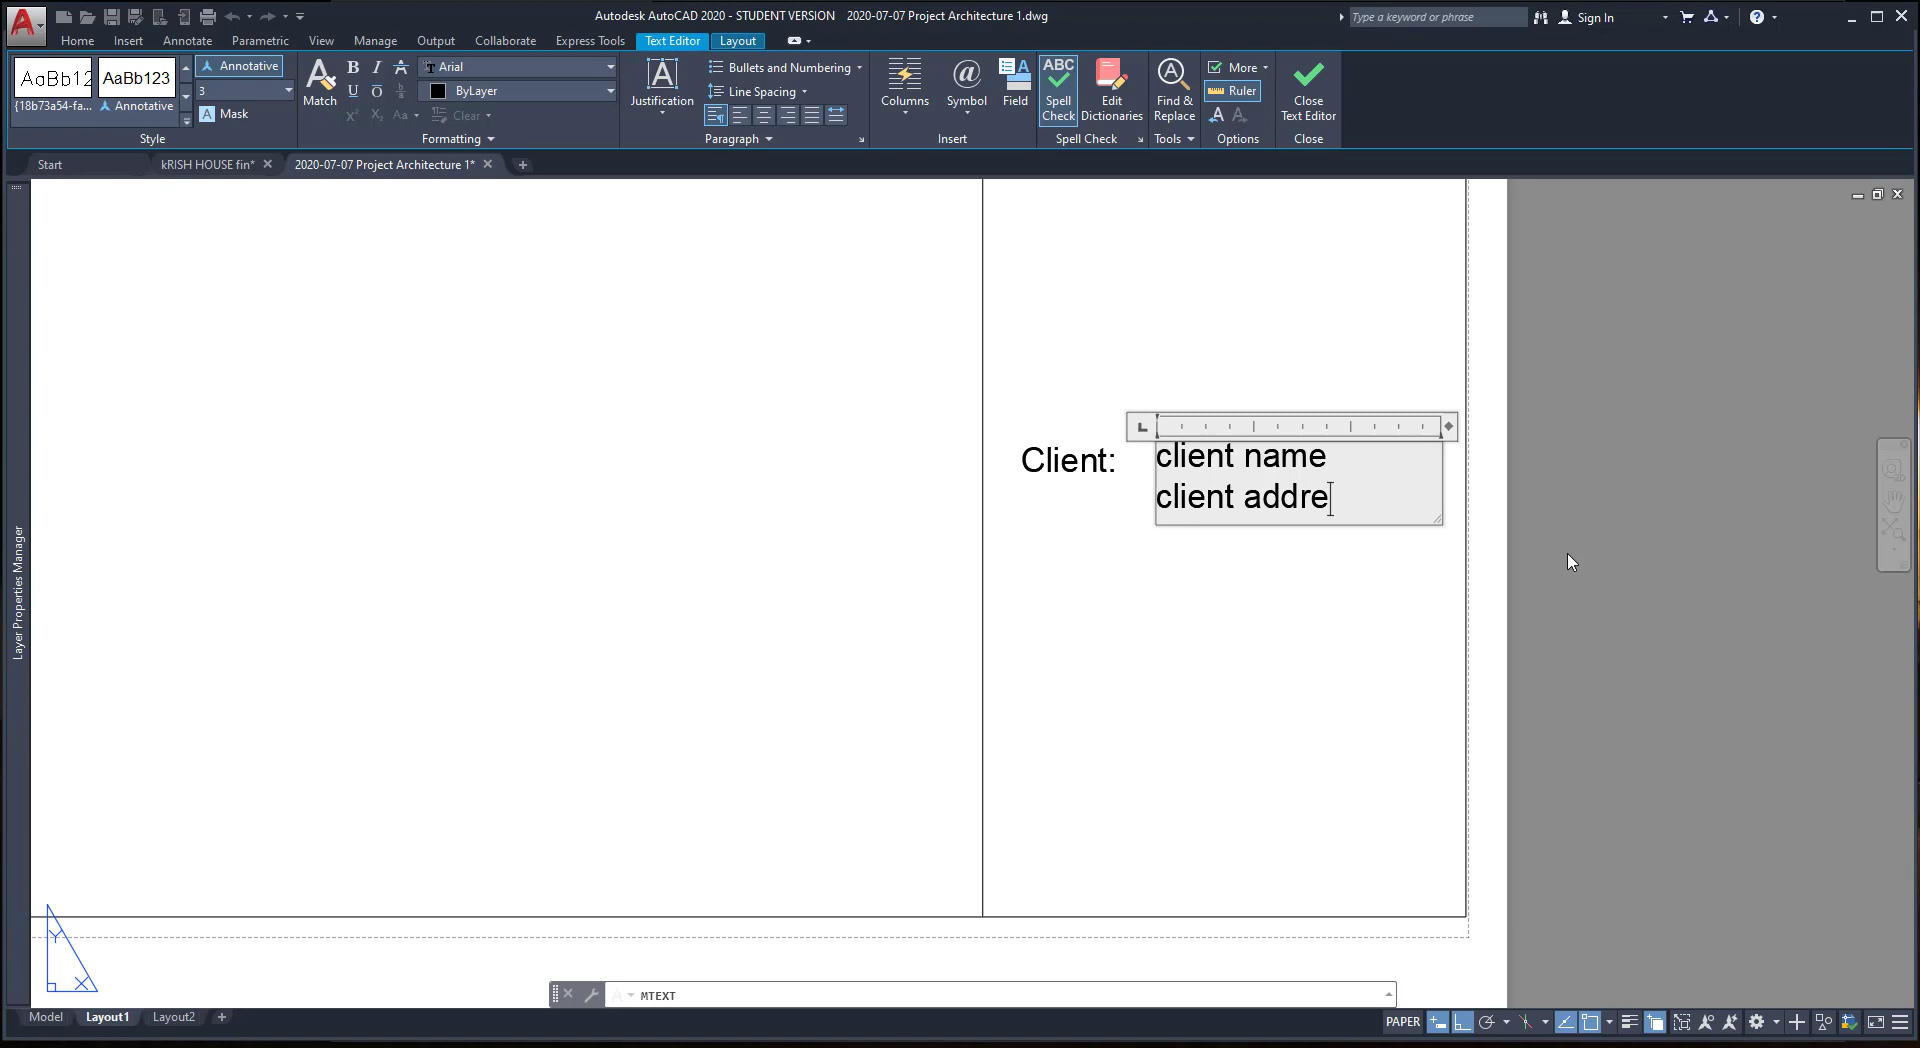 Autodesk AutoCAD 2020 - STUDENT VERSION 2020-07-07 Project Architecture 1.dwg
Type a keyword or phrase
Sign In
Home Insert Annotate Parametric View Manage Output Collaborate Express Tools Text Editor Layout
AaBb12 AaBb123
{18b73a54-fa... Annotative
Annotative
3
Mask
Style
Match
Arial
ByLayer
Clear
Formatting
Justification
Bullets and Numbering
Line Spacing
Paragraph
Columns
Symbol
Field
Insert
ABC
Spell
Check
Edit
Dictionaries
Spell Check
Find &
Replace
Tools
More
Ruler
Options
Close
Text Editor
Close
Start
kRISH HOUSE fin*
2020-07-07 Project Architecture 1*
Layer Properties Manager
Client:
client name
client addre
Y
X
MTEXT
Model Layout1 Layout2
PAPER